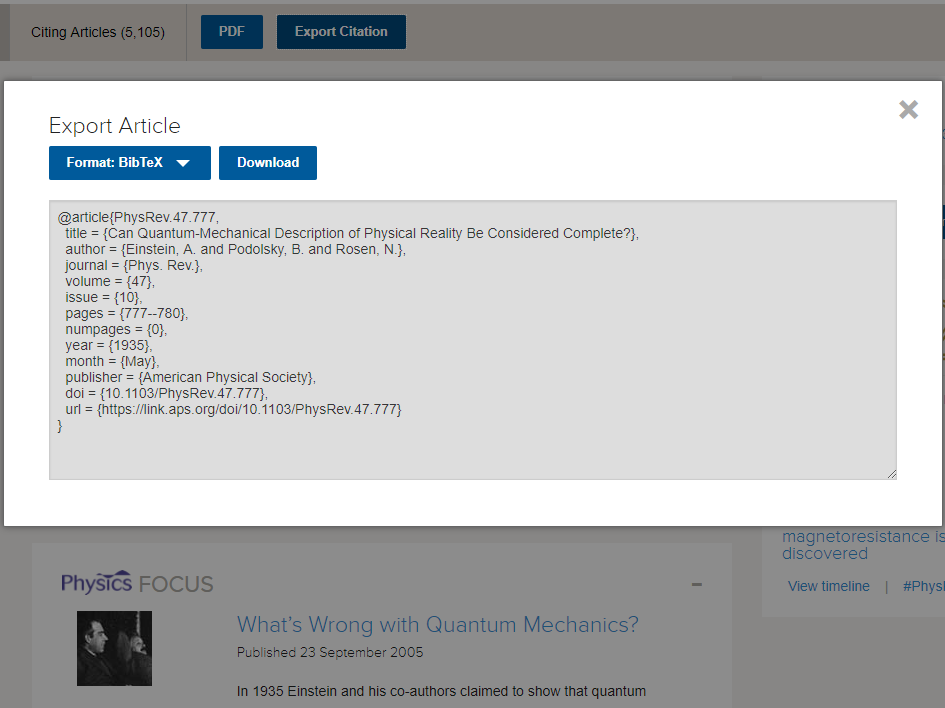 Citing Articles (5,105)
PDF
Export Citation
Export Article
Format: BibTeX
Download
@article{PhysRev.47.777,
title = {Can Quantum-Mechanical Description of Physical Reality Be Considered Complete?},
author = {Einstein, A. and Podolsky, B. and Rosen, N.},
journal = {Phys. Rev.},
volume = {47},
issue = {10},
pages = {777--780},
numpages = {0},
year = {1935},
month = {May},
publisher = {American Physical Society},
doi = {10.1103/PhysRev.47.777},
url = {https://link.aps.org/doi/10.1103/PhysRev.47.777}
}
magnetoresistance is
discovered
View timeline | #Phys
Physics FOCUS
What's Wrong with Quantum Mechanics?
Published 23 September 2005
In 1935 Einstein and his co-authors claimed to show that quantum